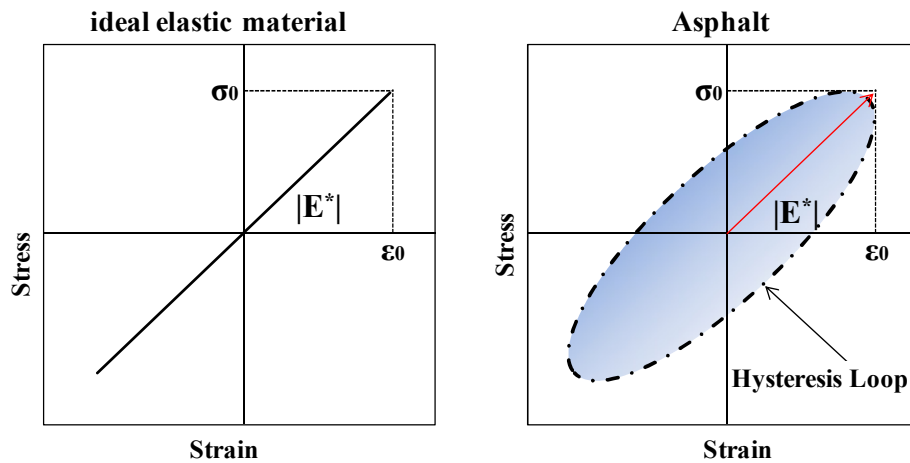 ideal elastic material
σ0
|E*|
ε0
Stress
Strain
Asphalt
σ0
|E*|
ε0
Stress
Hysteresis Loop
Strain